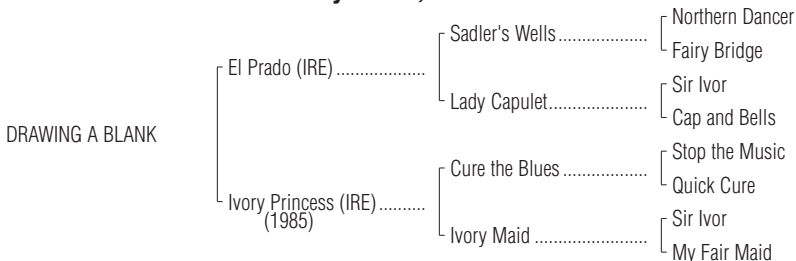 Northern Dancer
Sadler's Wells....................
Fairy Bridge
El Prado (IRE)...................
Sir Ivor
Lady Capulet......................
Cap and Bells
DRAWING A BLANK
Stop the Music
Cure the Blues...................
Quick Cure
Ivory Princess (IRE)..........
(1985)
Sir Ivor
Ivory Maid.........................
My Fair Maid